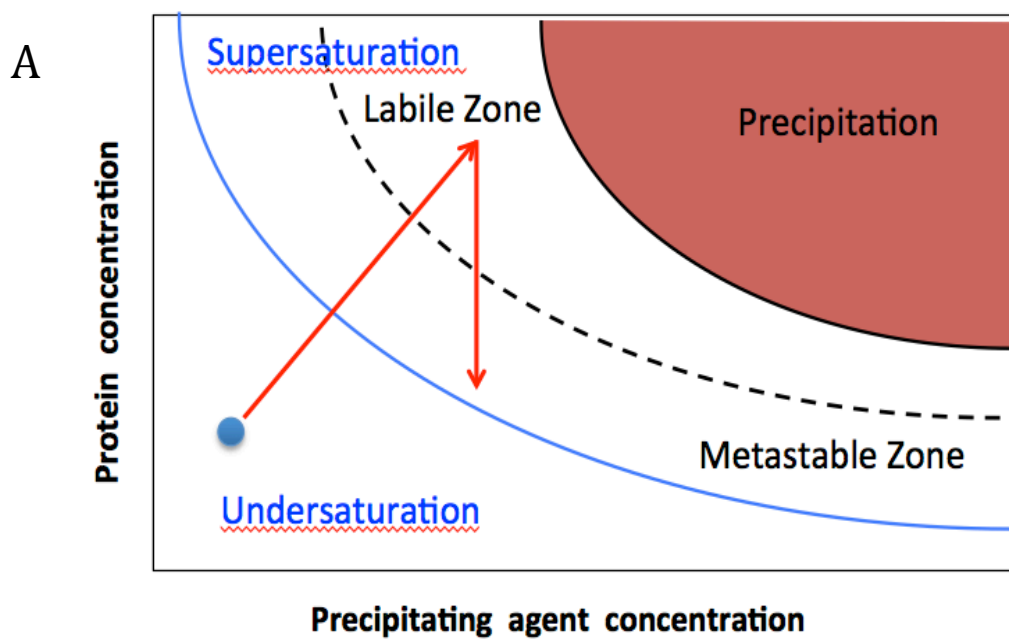 A
Supersaturation
Labile Zone
Precipitation
Protein concentration
Metastable Zone
Undersaturation
Precipitating agent concentration